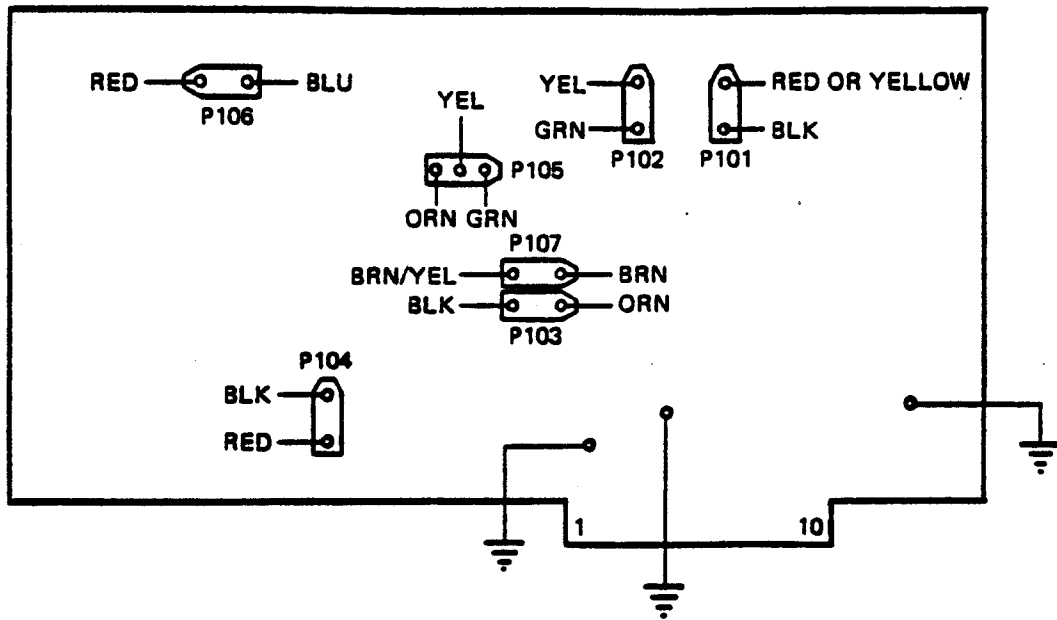 RED BLU
P106
YEL
YEL
GRN
P102
RED OR YELLOW
BLK
P101
P105
ORN GRN
P107
BRN/YEL BRN
BLK ORN
P103
P104
BLK
RED
1 10